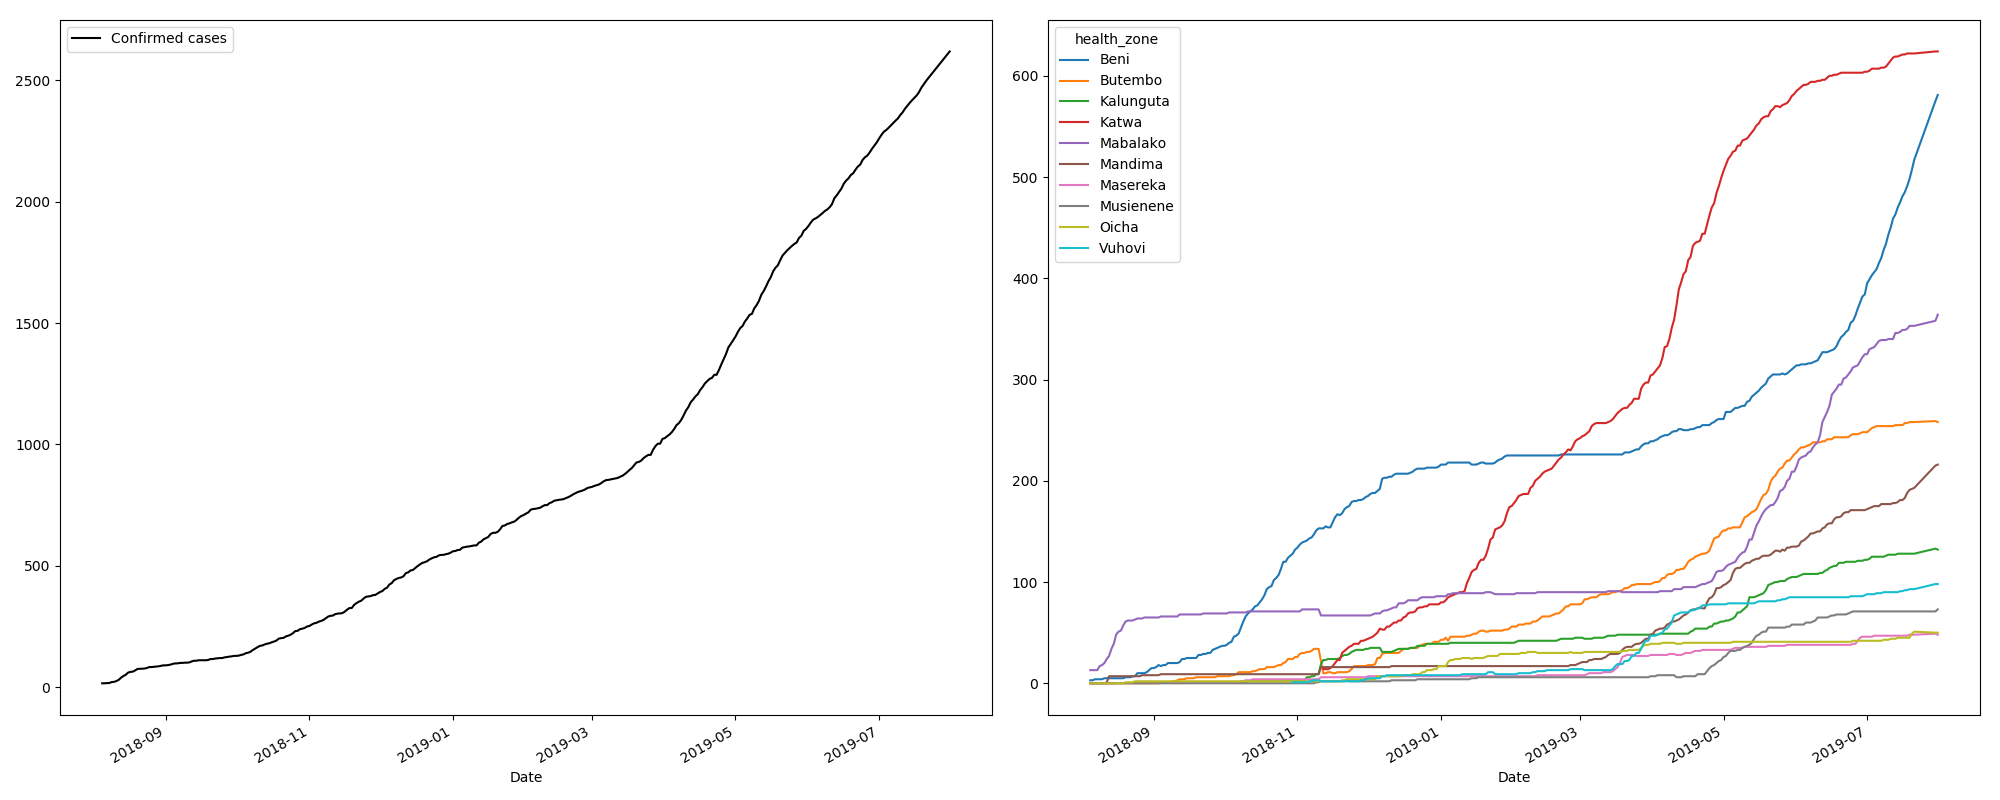 Confirmed cases
2500
2000
1500
1000
500
0
2018-09
2018-11
2019-01
2019-03
2019-05
2019-07
Date
health_zone
Beni
Butembo
Kalunguta
Katwa
Mabalako
Mandima
Masereka
Musienene
Oicha
Vuhovi
600
500
400
300
200
100
0
2018-09
2018-11
2019-01
2019-03
2019-05
2019-07
Date